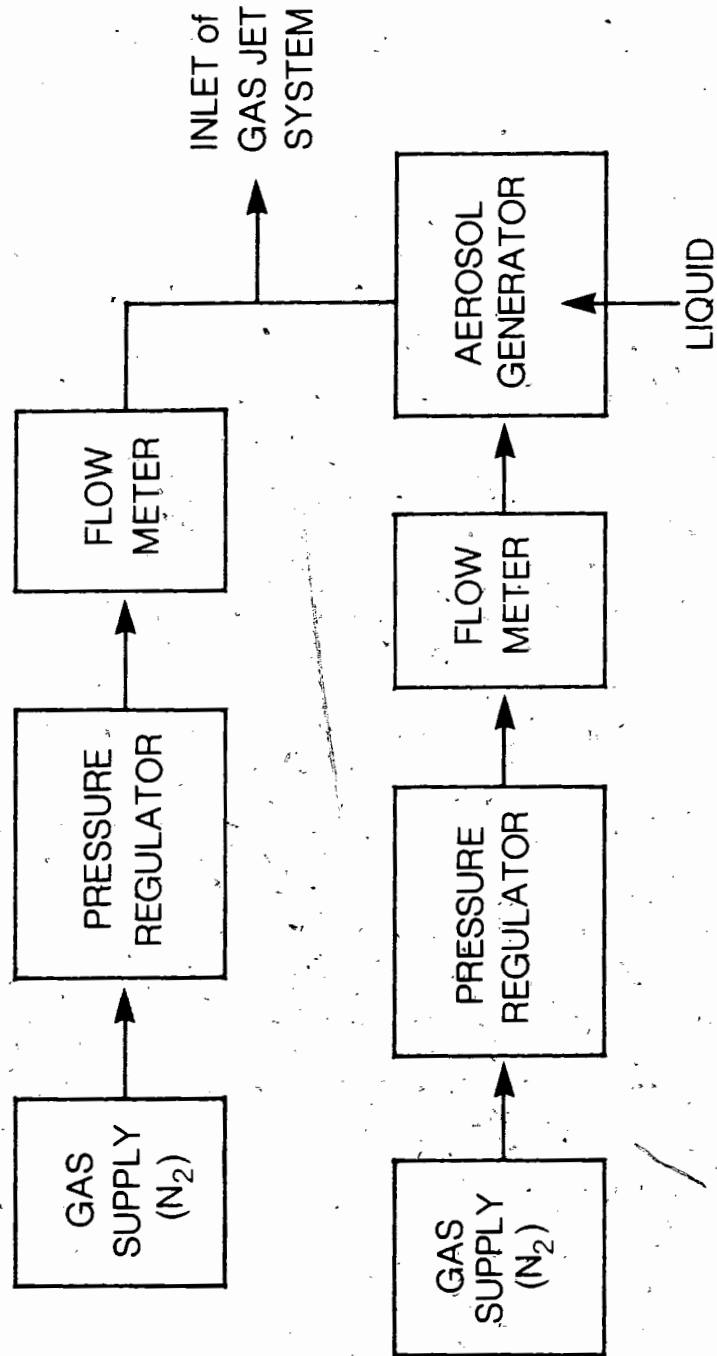 GAS
SUPPLY
(N₂)
PRESSURE
REGULATOR
FLOW
METER
INLET of
GAS JET
SYSTEM
GAS
SUPPLY
(N₂)
PRESSURE
REGULATOR
FLOW
METER
AEROSOL
GENERATOR
LIQUID